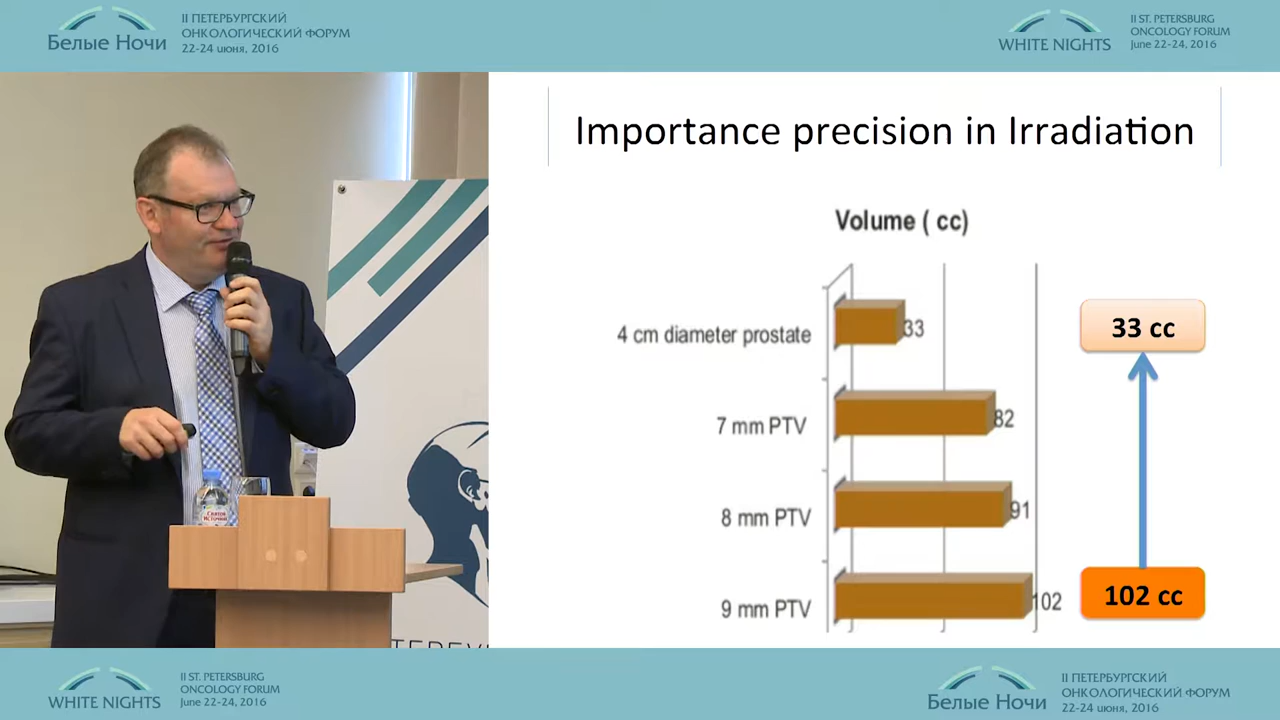 Белые Ночи
II ПЕТЕРБУРГСКИЙ
ОНКОЛОГИЧЕСКИЙ ФОРУМ
22-24 июня, 2016
WHITE NIGHTS
II ST. PETERSBURG
ONCOLOGY FORUM
June 22-24, 2016
Importance precision in Irradiation
Volume ( cc)
4 cm diameter prostate
33
7 mm PTV
82
8 mm PTV
91
9 mm PTV
102
33 cc
102 cc
Святой
Источник
WHITE NIGHTS
II ST. PETERSBURG
ONCOLOGY FORUM
June 22-24, 2016
Белые Ночи
II ПЕТЕРБУРГСКИЙ
ОНКОЛОГИЧЕСКИЙ ФОРУМ
22-24 июня, 2016